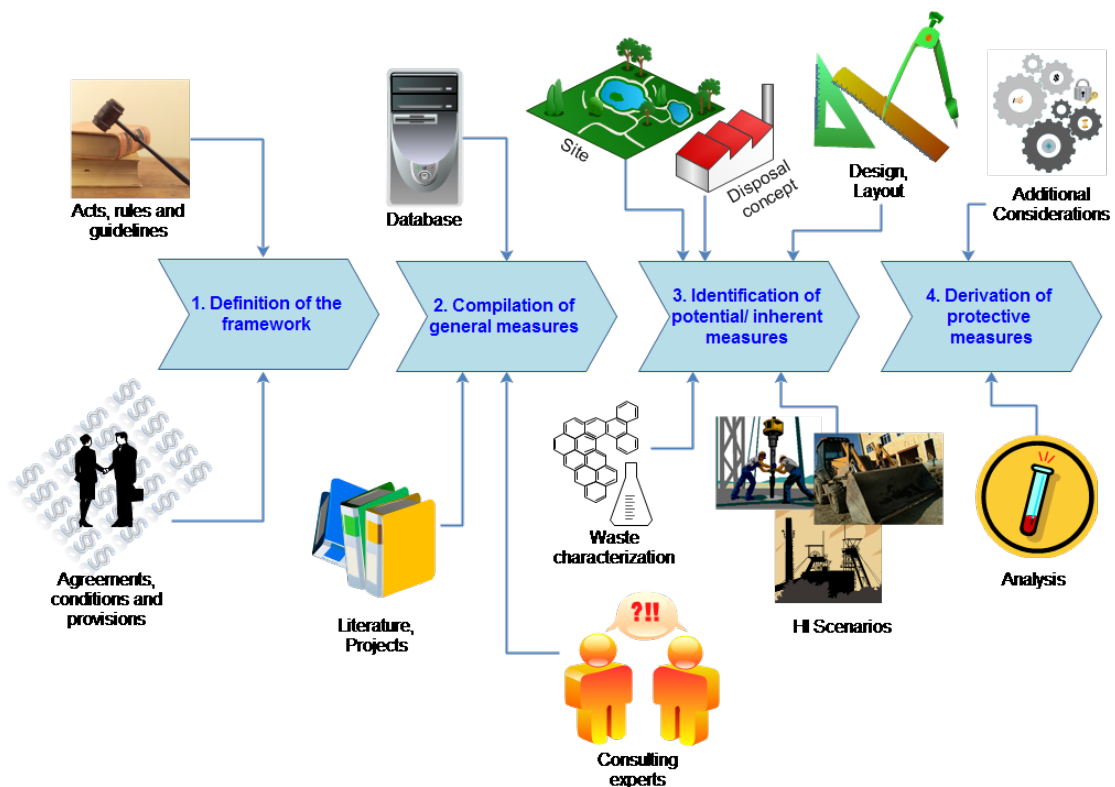 Site
Disposal
concept
Design,
Layout
Additional
Considerations
Acts, rules and
guidelines
Database
1. Definition of the
framework
2. Compilation of
general measures
3. Identification of
potential/ inherent
measures
4. Derivation of
protective
measures
Agreements,
conditions and
provisions
Literature,
Projects
Waste
characterization
HI Scenarios
Analysis
?!!
Consulting
experts